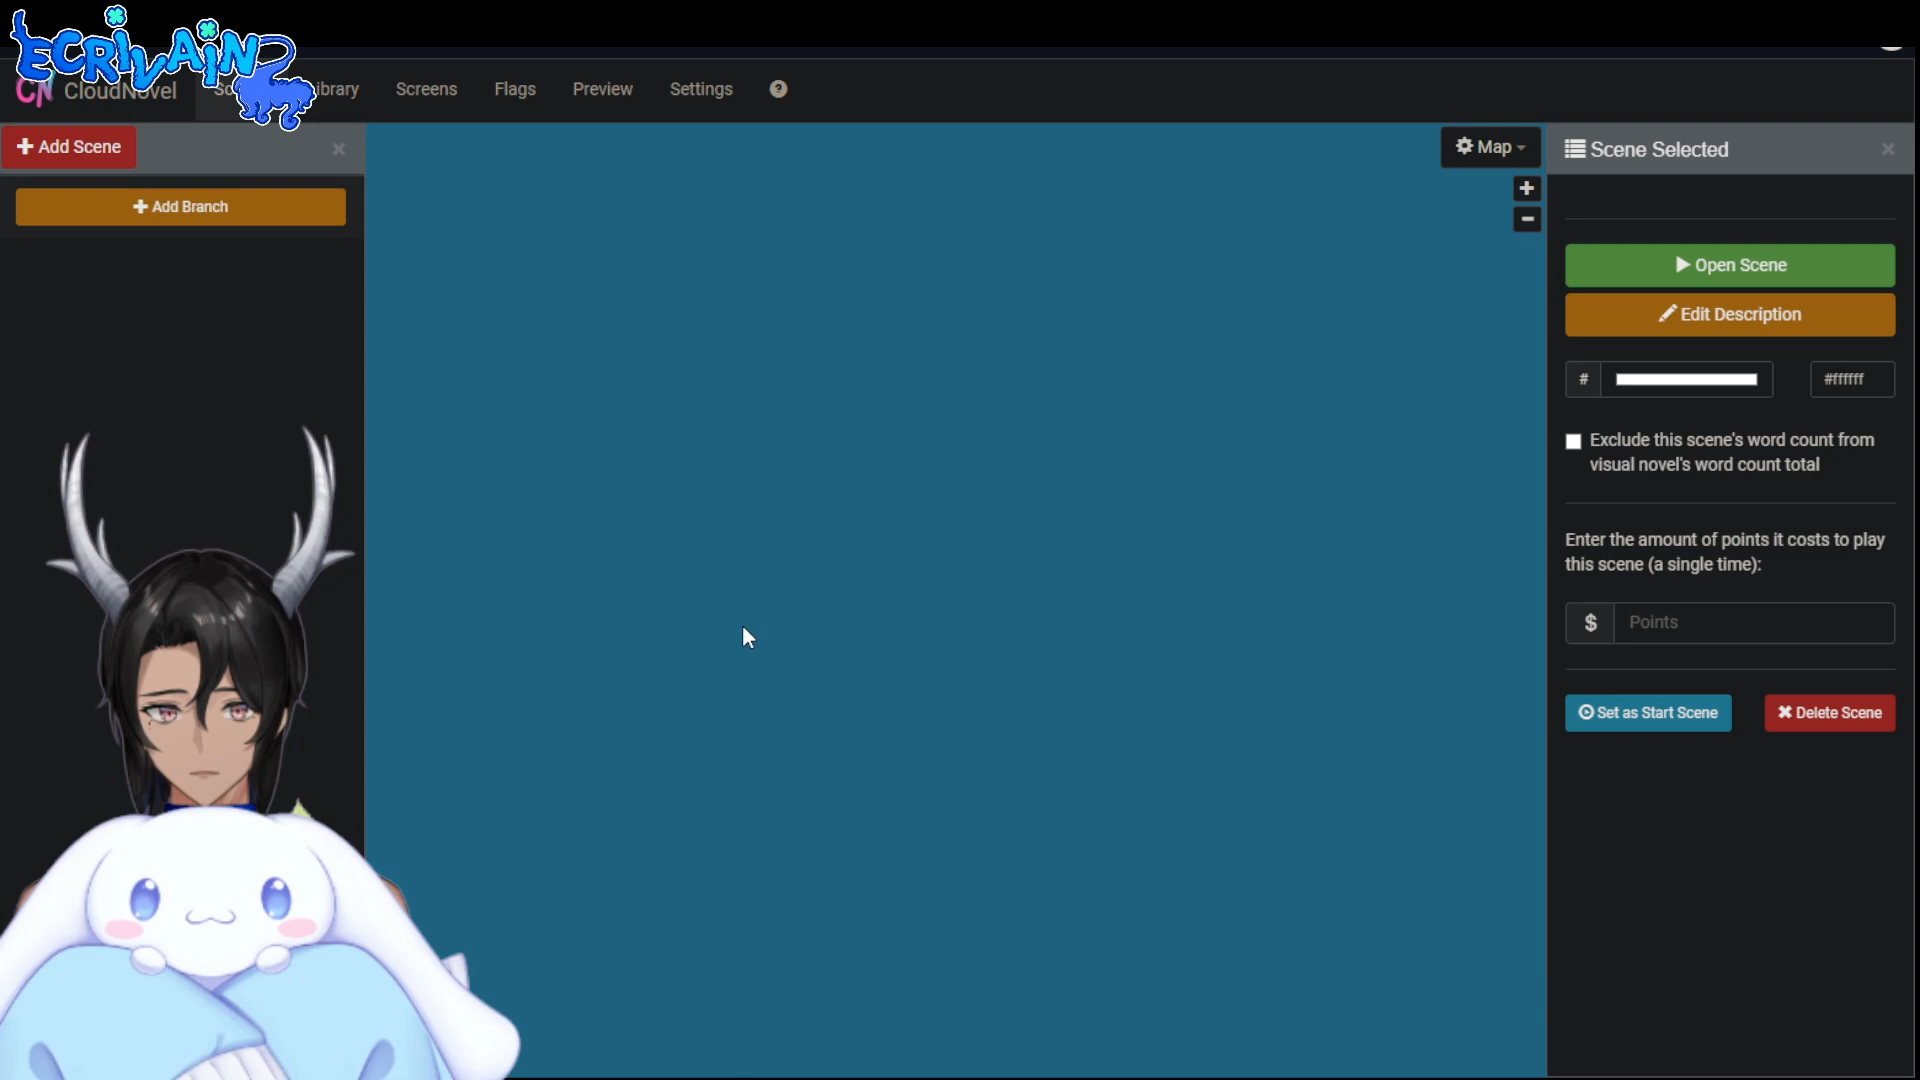 ECRIVAIN
CN CloudNovel
Library
Screens
Flags
Preview
Settings
?
Add Scene
Map
Scene Selected
Add Branch
Open Scene
Edit Description
#
#ffffff
Exclude this scene's word count from
visual novel's word count total
Enter the amount of points it costs to play
this scene (a single time):
$
Points
Set as Start Scene
Delete Scene